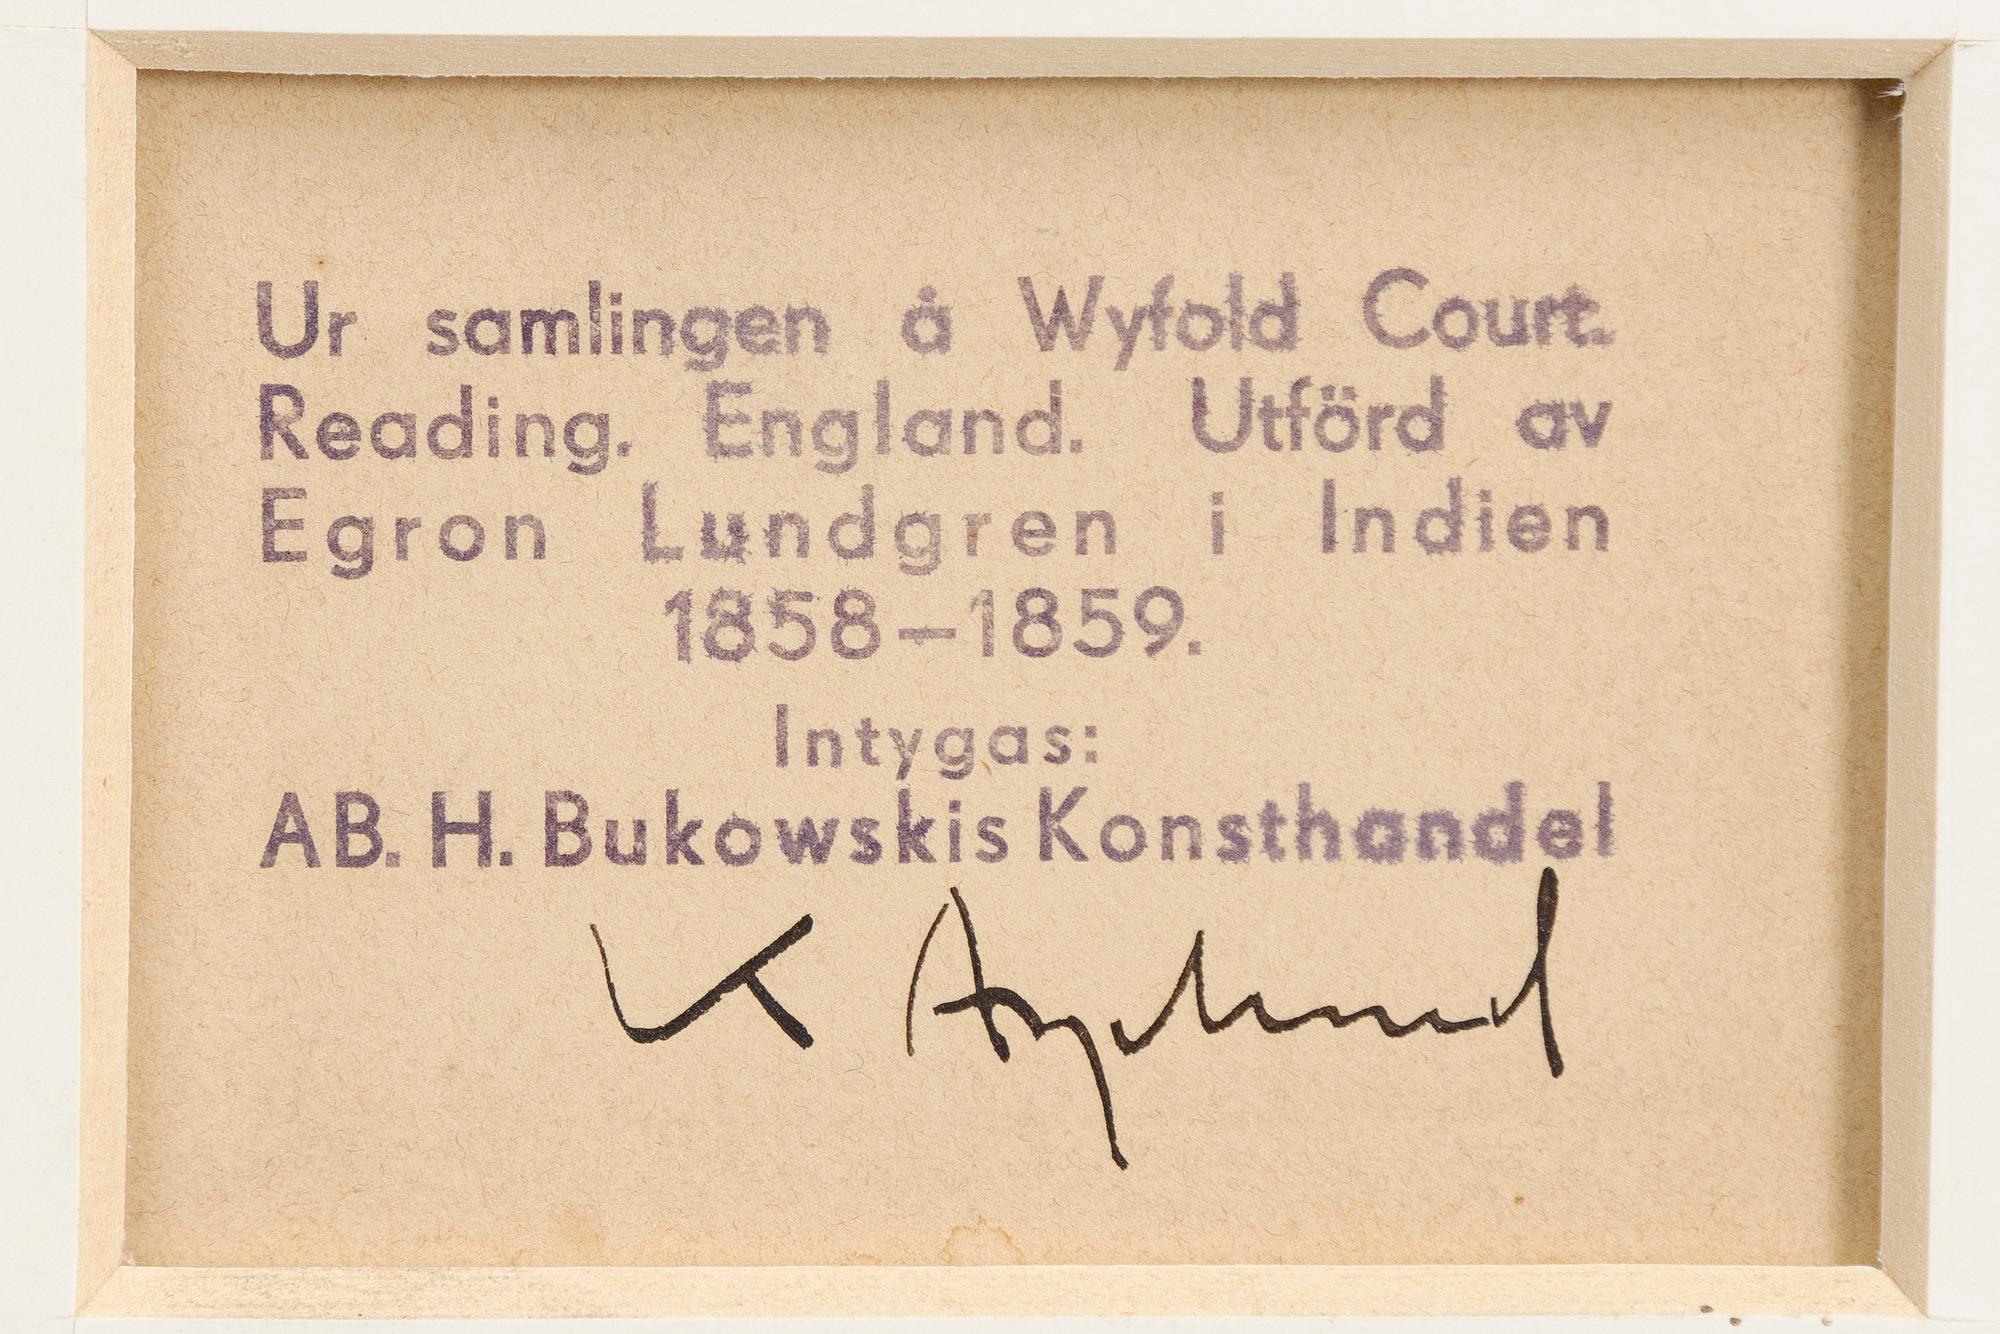 Ur samlingen å Wyfold Court.
Reading. England. Utförd av
Egron Lundgren i Indien
1858–1859.
Intygas:
AB. H. Bukowskis Konsthandel
K